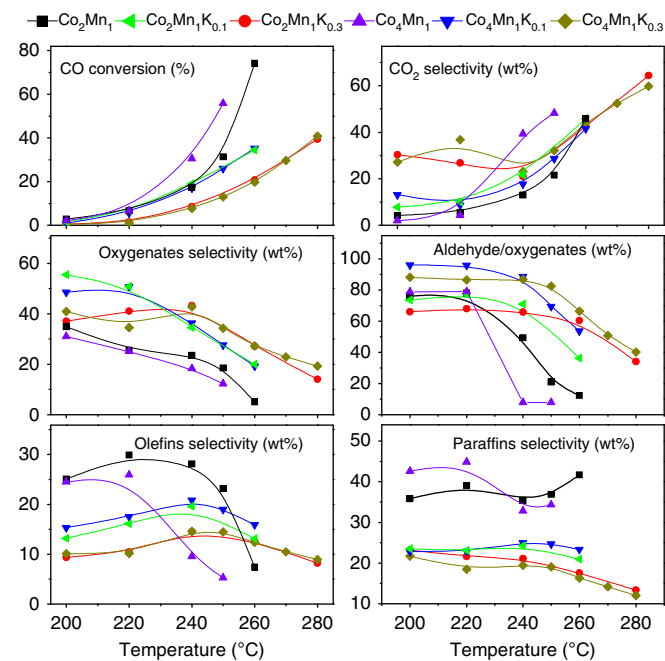 Co₂Mn₁ Co₂Mn₁K₀.₁ Co₂Mn₁K₀.₃ Co₄Mn₁ Co₄Mn₁K₀.₁ Co₄Mn₁K₀.₃
CO conversion (%)
80
60
40
20
0
CO₂ selectivity (wt%)
60
40
20
0
Oxygenates selectivity (wt%)
60
40
20
0
Aldehyde/oxygenates (wt%)
100
80
60
40
20
0
Olefins selectivity (wt%)
30
20
10
0
200 220 240 260 280
Temperature (°C)
Paraffins selectivity (wt%)
50
40
30
20
10
200 220 240 260 280
Temperature (°C)